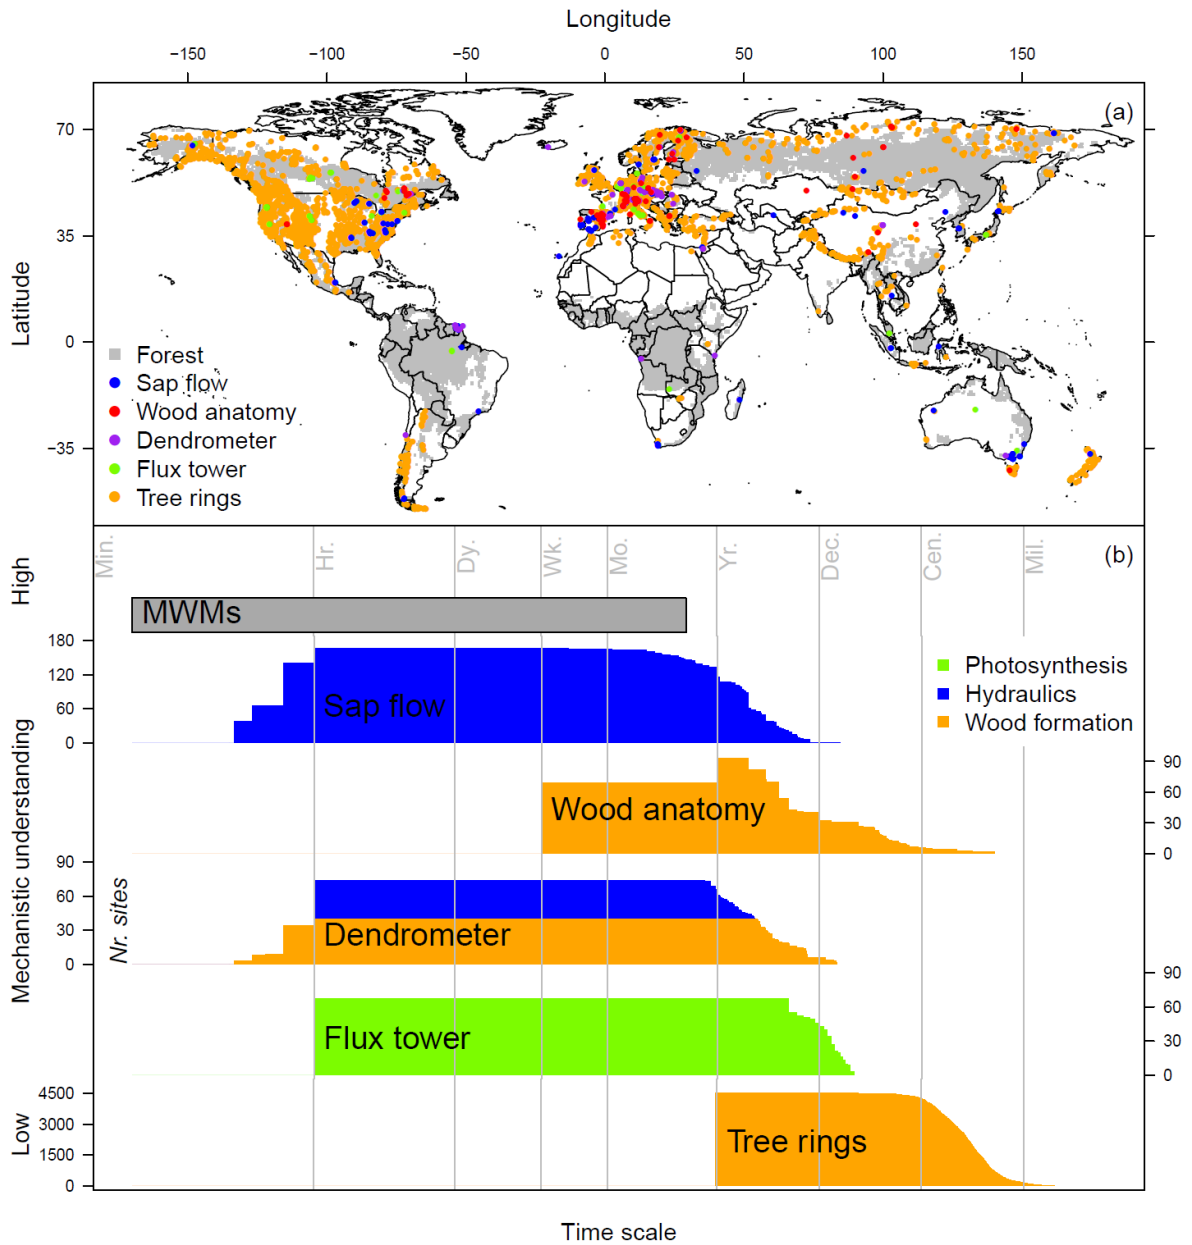 Longitude
−150 −100 −50 0 50 100 150
(a)
70
35
0
−35
Latitude
Forest
Sap flow
Wood anatomy
Dendrometer
Flux tower
Tree rings
Min. Hr. Dy. Wk. Mo. Yr. Dec. Cen. Mil.
(b)
High
MWMs
180
120
60
0
Sap flow
Photosynthesis
Hydraulics
Wood formation
Mechanistic understanding
Wood anatomy
90
60
30
0
90
60
30
0
Nr. sites
Dendrometer
90
60
30
0
Flux tower
Low
4500
3000
1500
0
Tree rings
Time scale